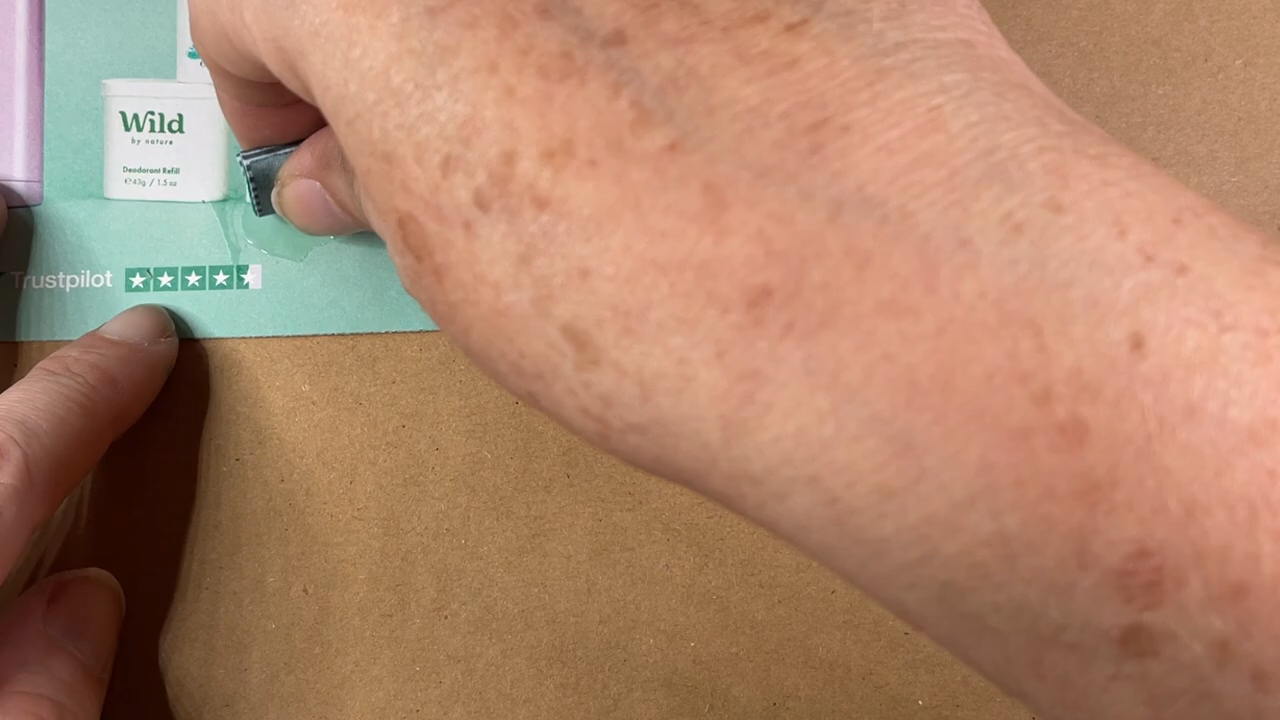 Wild
by nature
Deodorant Refill
℮43g / 1.5 oz
Trustpilot